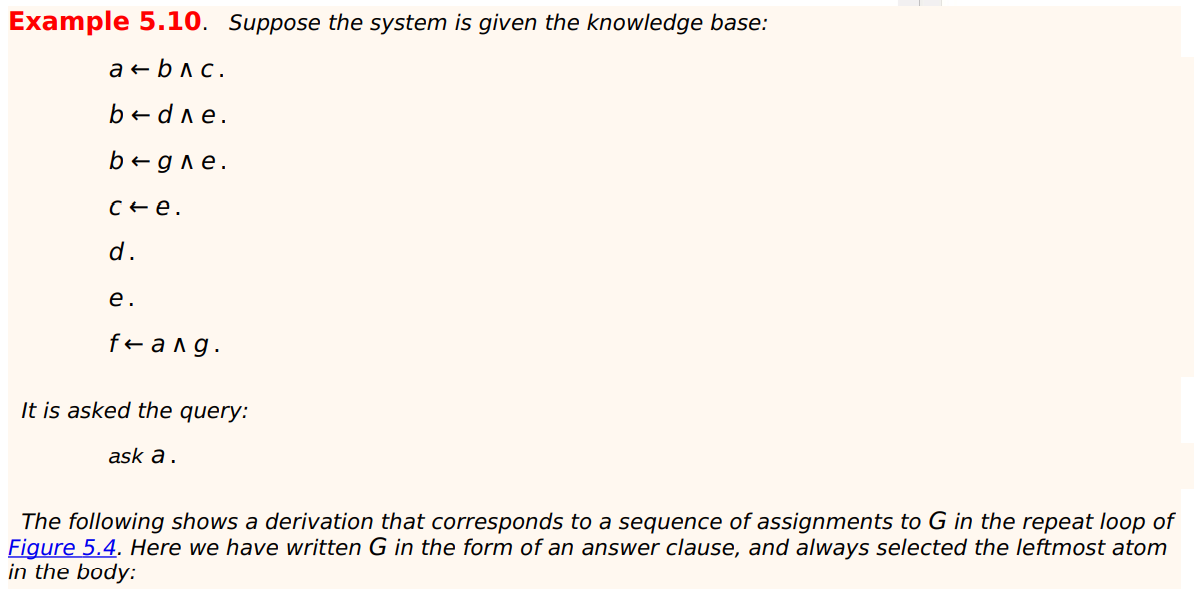 Example 5.10. Suppose the system is given the knowledge base:
a ← b ∧ c .
b ← d ∧ e .
b ← g ∧ e .
c ← e .
d .
e .
f ← a ∧ g .
It is asked the query:
ask a .
The following shows a derivation that corresponds to a sequence of assignments to G in the repeat loop of
Figure 5.4. Here we have written G in the form of an answer clause, and always selected the leftmost atom
in the body: